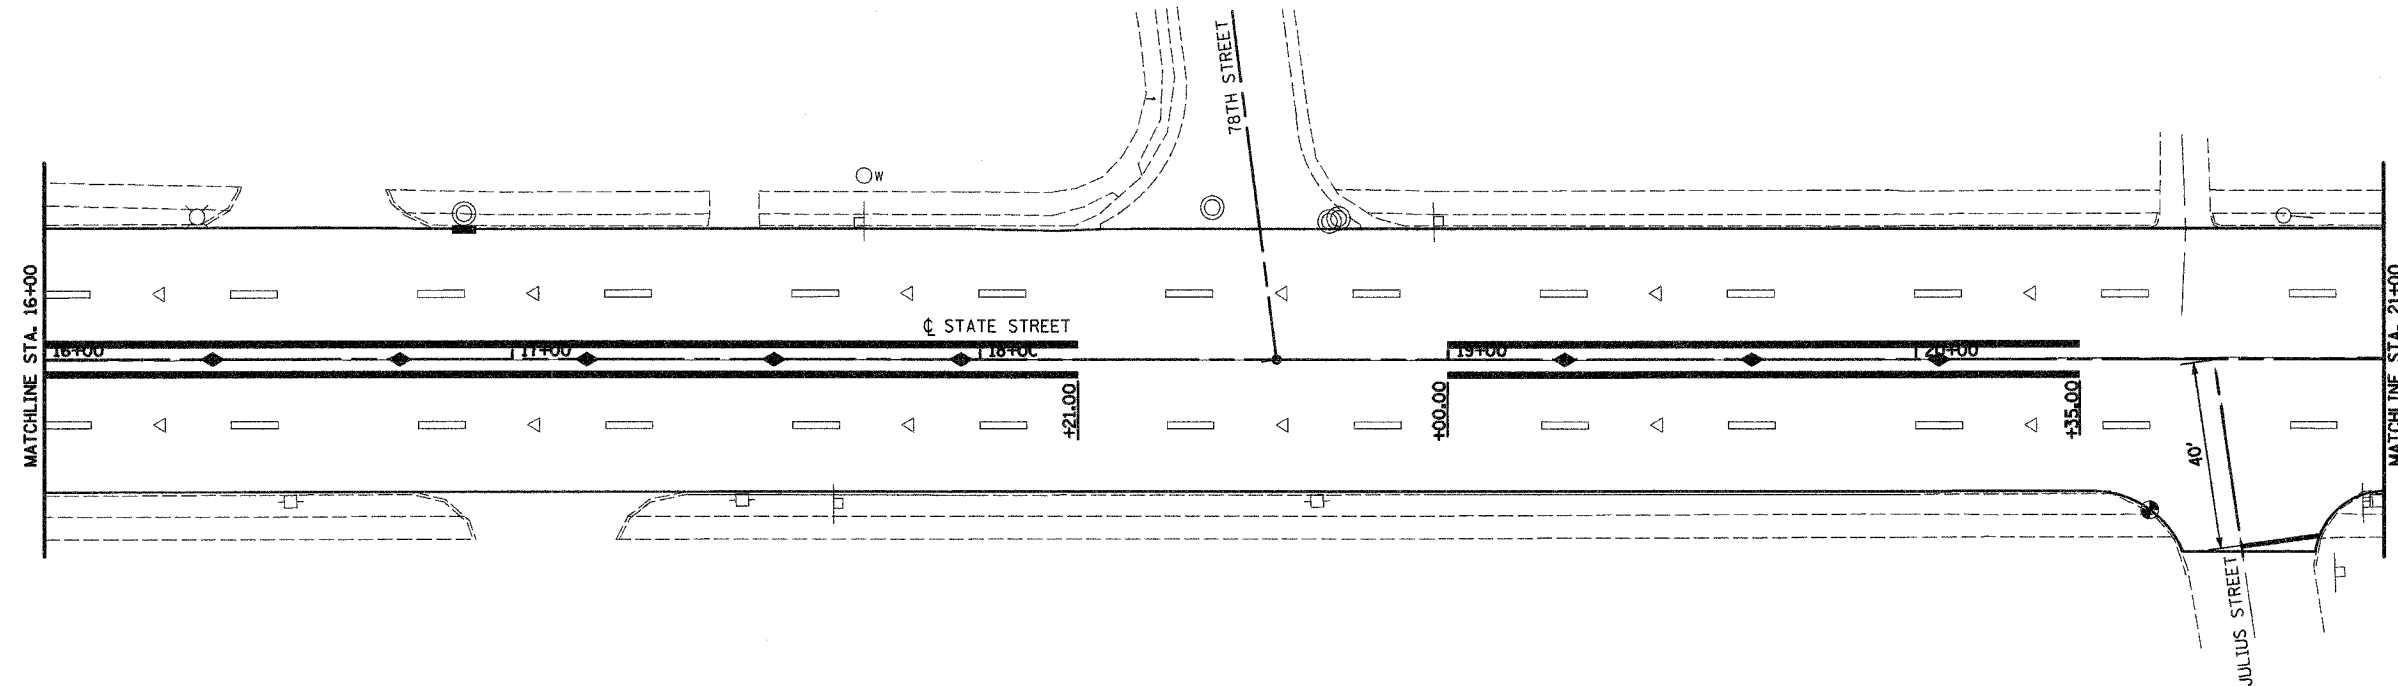 78TH STREET
W
℄ STATE STREET
MATCHLINE STA. 16+00
16+00
17+00
18+00
19+00
20+00
MATCHLINE STA. 21+00
+21.00
+00.00
+35.00
40'
JULIUS STREET